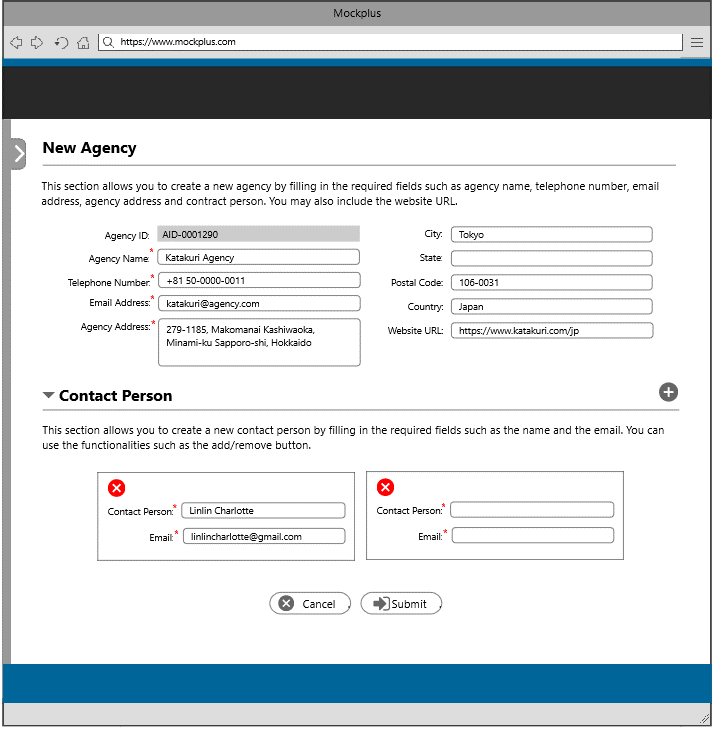 Mockplus
https://www.mockplus.com
New Agency
This section allows you to create a new agency by filling in the required fields such as agency name, telephone number, email
address, agency address and contract person. You may also include the website URL.
Agency ID: AID-0001290
Agency Name:* Katakuri Agency
Telephone Number:* +81 50-0000-0011
Email Address:* katakuri@agency.com
Agency Address:* 279-1185, Makomanai Kashiwaoka,
Minami-ku Sapporo-shi, Hokkaido
City: Tokyo
State:
Postal Code: 106-0031
Country: Japan
Website URL: https://www.katakuri.com/jp
Contact Person
This section allows you to create a new contact person by filling in the required fields such as the name and the email. You can
use the functionalities such as the add/remove button.
Contact Person:* Linlin Charlotte
Email:* linlincharlotte@gmail.com
Contact Person:*
Email:*
Cancel
Submit